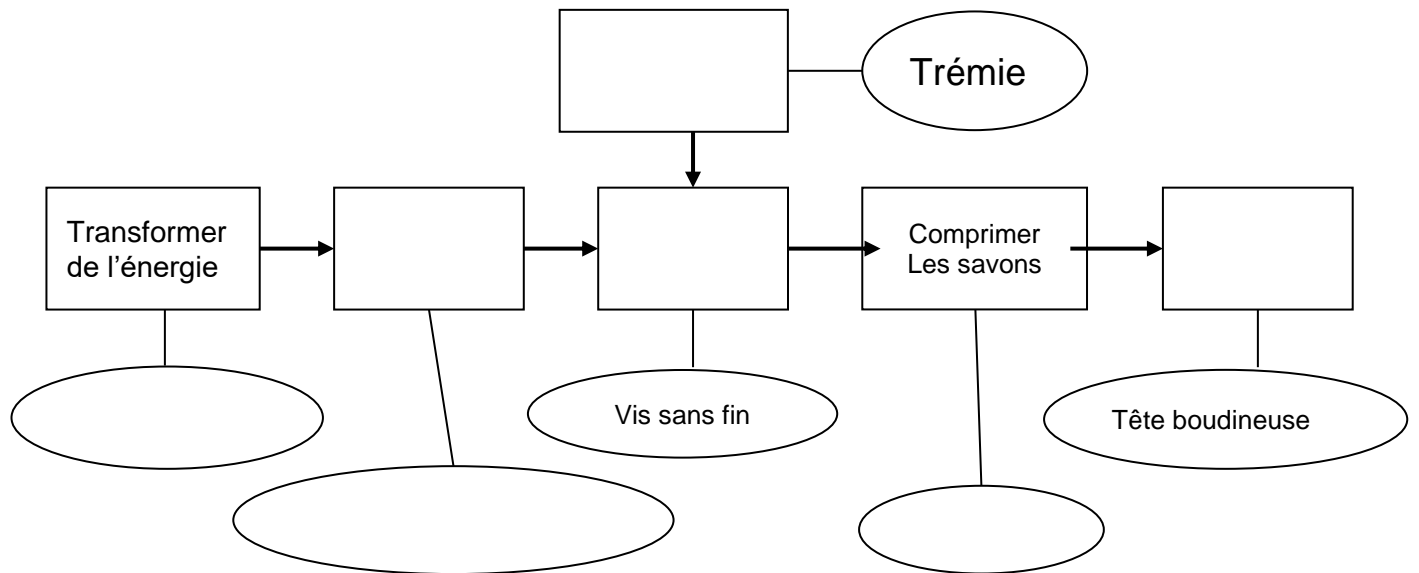 Trémie
Transformer
de l’énergie
Comprimer
Les savons
Vis sans fin
Tête boudineuse